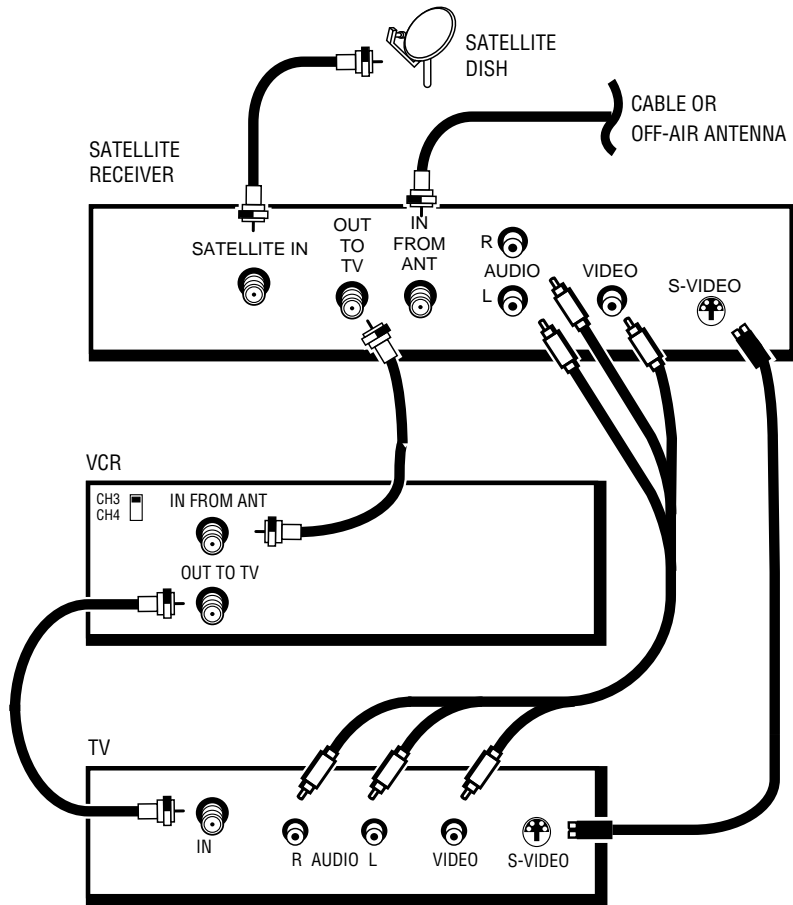 SATELLITE
DISH
CABLE OR
OFF-AIR ANTENNA
SATELLITE
RECEIVER
SATELLITE IN
OUT
TO
TV
IN
FROM
ANT
R
AUDIO
L
VIDEO
S-VIDEO
VCR
CH3
CH4
IN FROM ANT
OUT TO TV
TV
IN
R AUDIO L
VIDEO
S-VIDEO